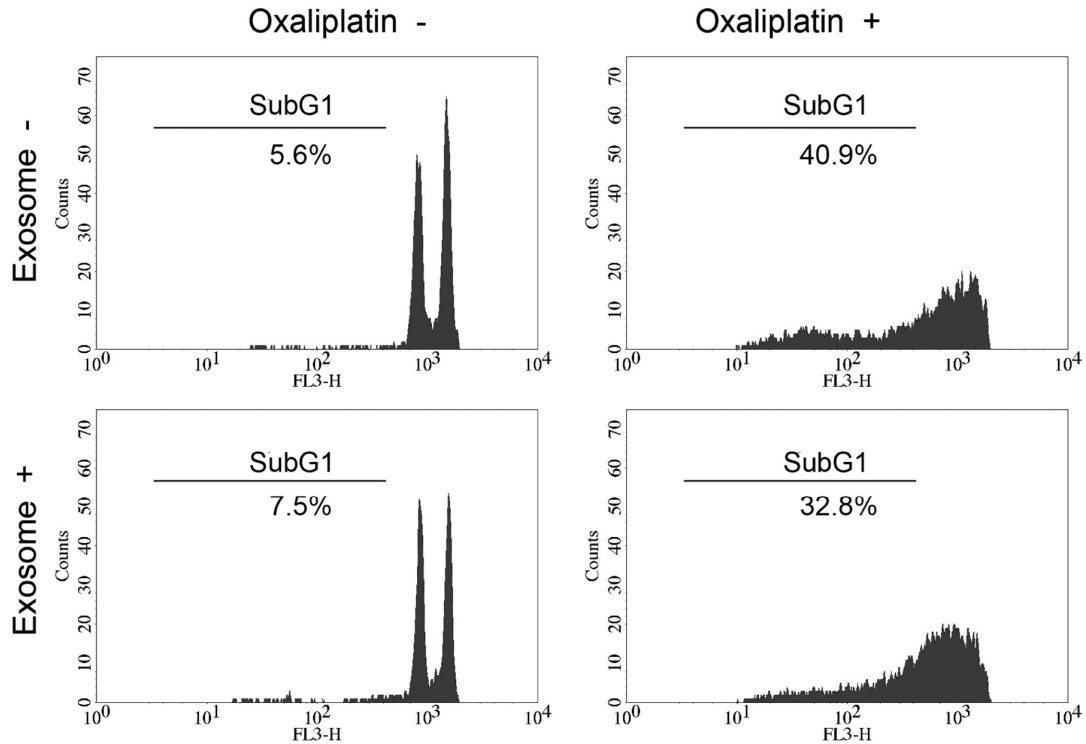 Oxaliplatin -
Oxaliplatin +
Exosome -
70
60
50
40
30
20
10
0
Counts
SubG1
5.6%
10^0 10^1 10^2 10^3 10^4
FL3-H
70
60
50
40
30
20
10
0
Counts
SubG1
40.9%
10^0 10^1 10^2 10^3 10^4
FL3-H
Exosome +
70
60
50
40
30
20
10
0
Counts
SubG1
7.5%
10^0 10^1 10^2 10^3 10^4
FL3-H
70
60
50
40
30
20
10
0
Counts
SubG1
32.8%
10^0 10^1 10^2 10^3 10^4
FL3-H